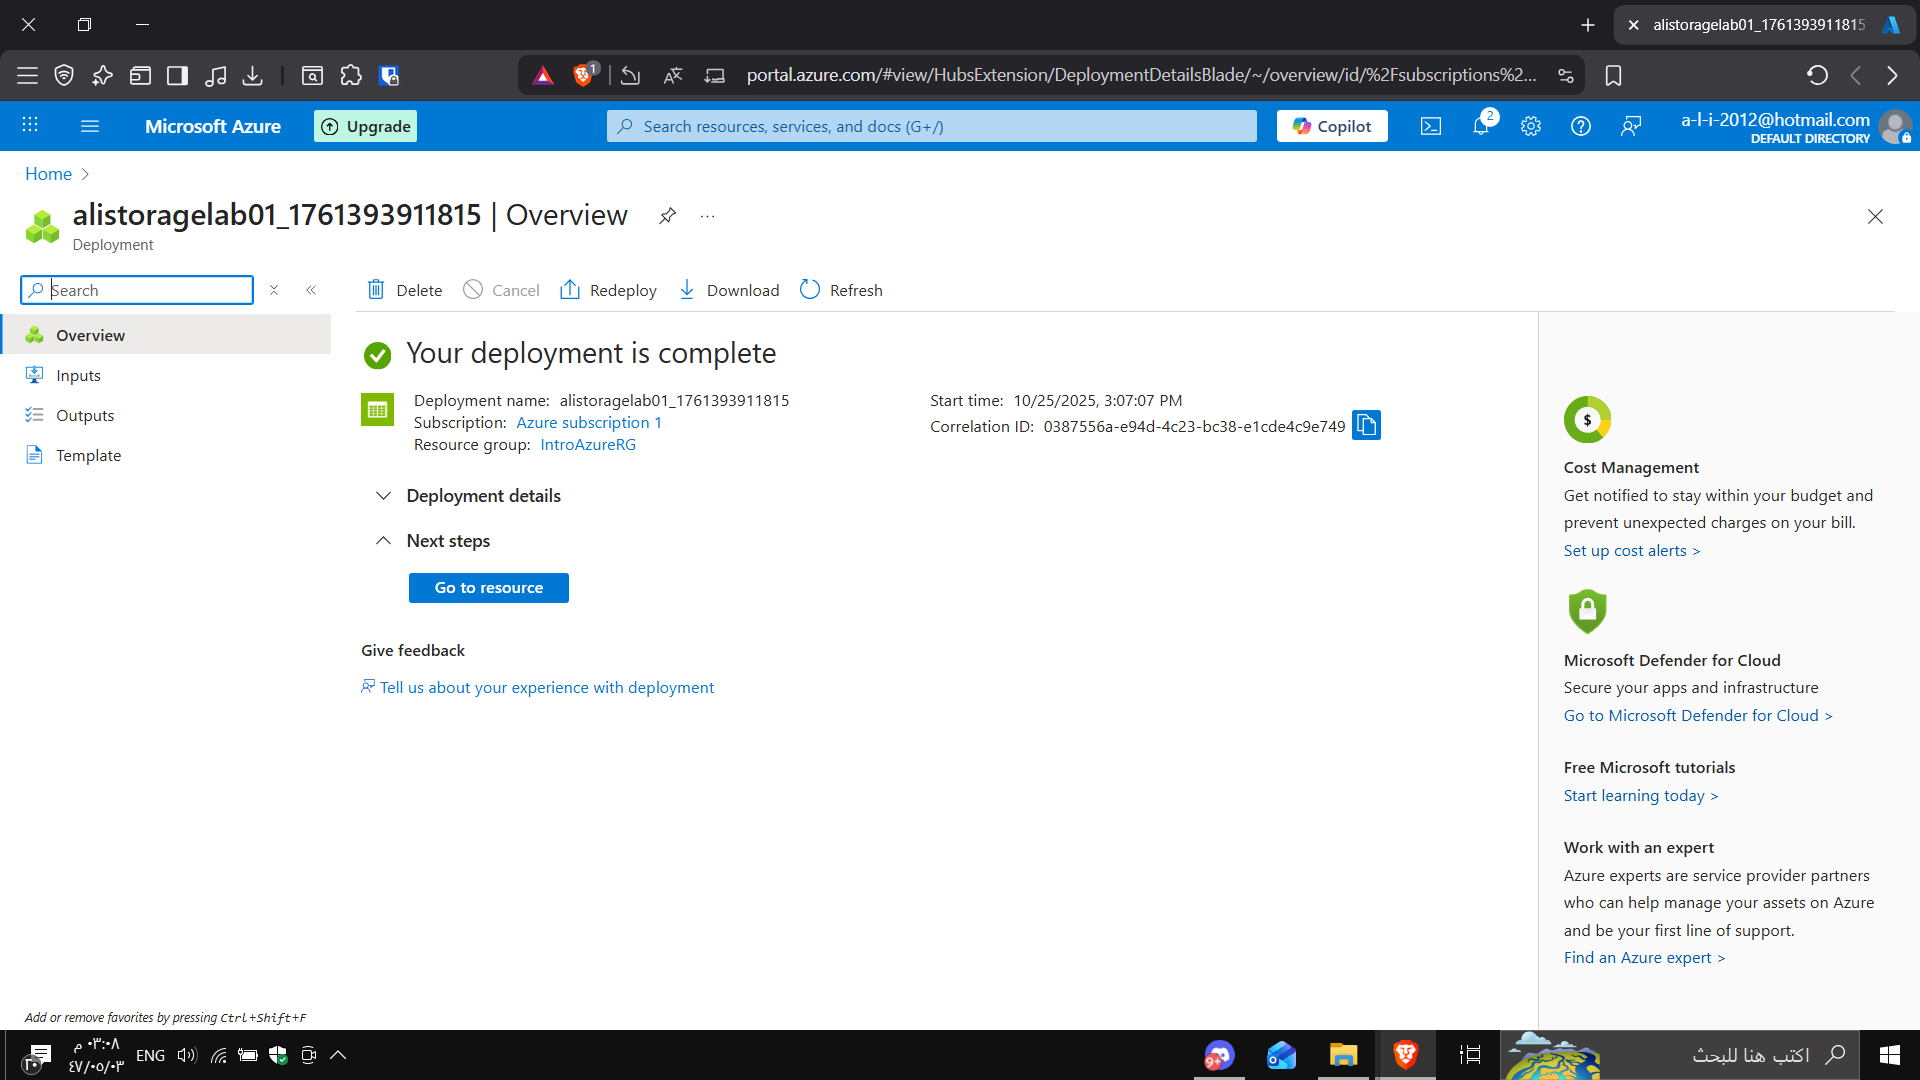 alistoragelab01_1761393911815
portal.azure.com/#view/HubsExtension/DeploymentDetailsBlade/~/overview/id/%2Fsubscriptions%2...
1
Microsoft Azure
Upgrade
Search resources, services, and docs (G+/)
Copilot
2
a-l-i-2012@hotmail.com
DEFAULT DIRECTORY
Home
alistoragelab01_1761393911815 | Overview
Deployment
Search
Overview
Inputs
Outputs
Template
Add or remove favorites by pressing Ctrl+Shift+F
Delete
Cancel
Redeploy
Download
Refresh
Your deployment is complete
Deployment name: alistoragelab01_1761393911815
Subscription: Azure subscription 1
Resource group: IntroAzureRG
Start time: 10/25/2025, 3:07:07 PM
Correlation ID: 0387556a-e94d-4c23-bc38-e1cde4c9e749
Deployment details
Next steps
Go to resource
Give feedback
Tell us about your experience with deployment
$
Cost Management
Get notified to stay within your budget and
prevent unexpected charges on your bill.
Set up cost alerts >
Microsoft Defender for Cloud
Secure your apps and infrastructure
Go to Microsoft Defender for Cloud >
Free Microsoft tutorials
Start learning today >
Work with an expert
Azure experts are service provider partners
who can help manage your assets on Azure
and be your first line of support.
Find an Azure expert >
٢٠
٠٣:٠٨ م
٤٧/٠٥/٠٣
ENG
9+
اكتب هنا للبحث